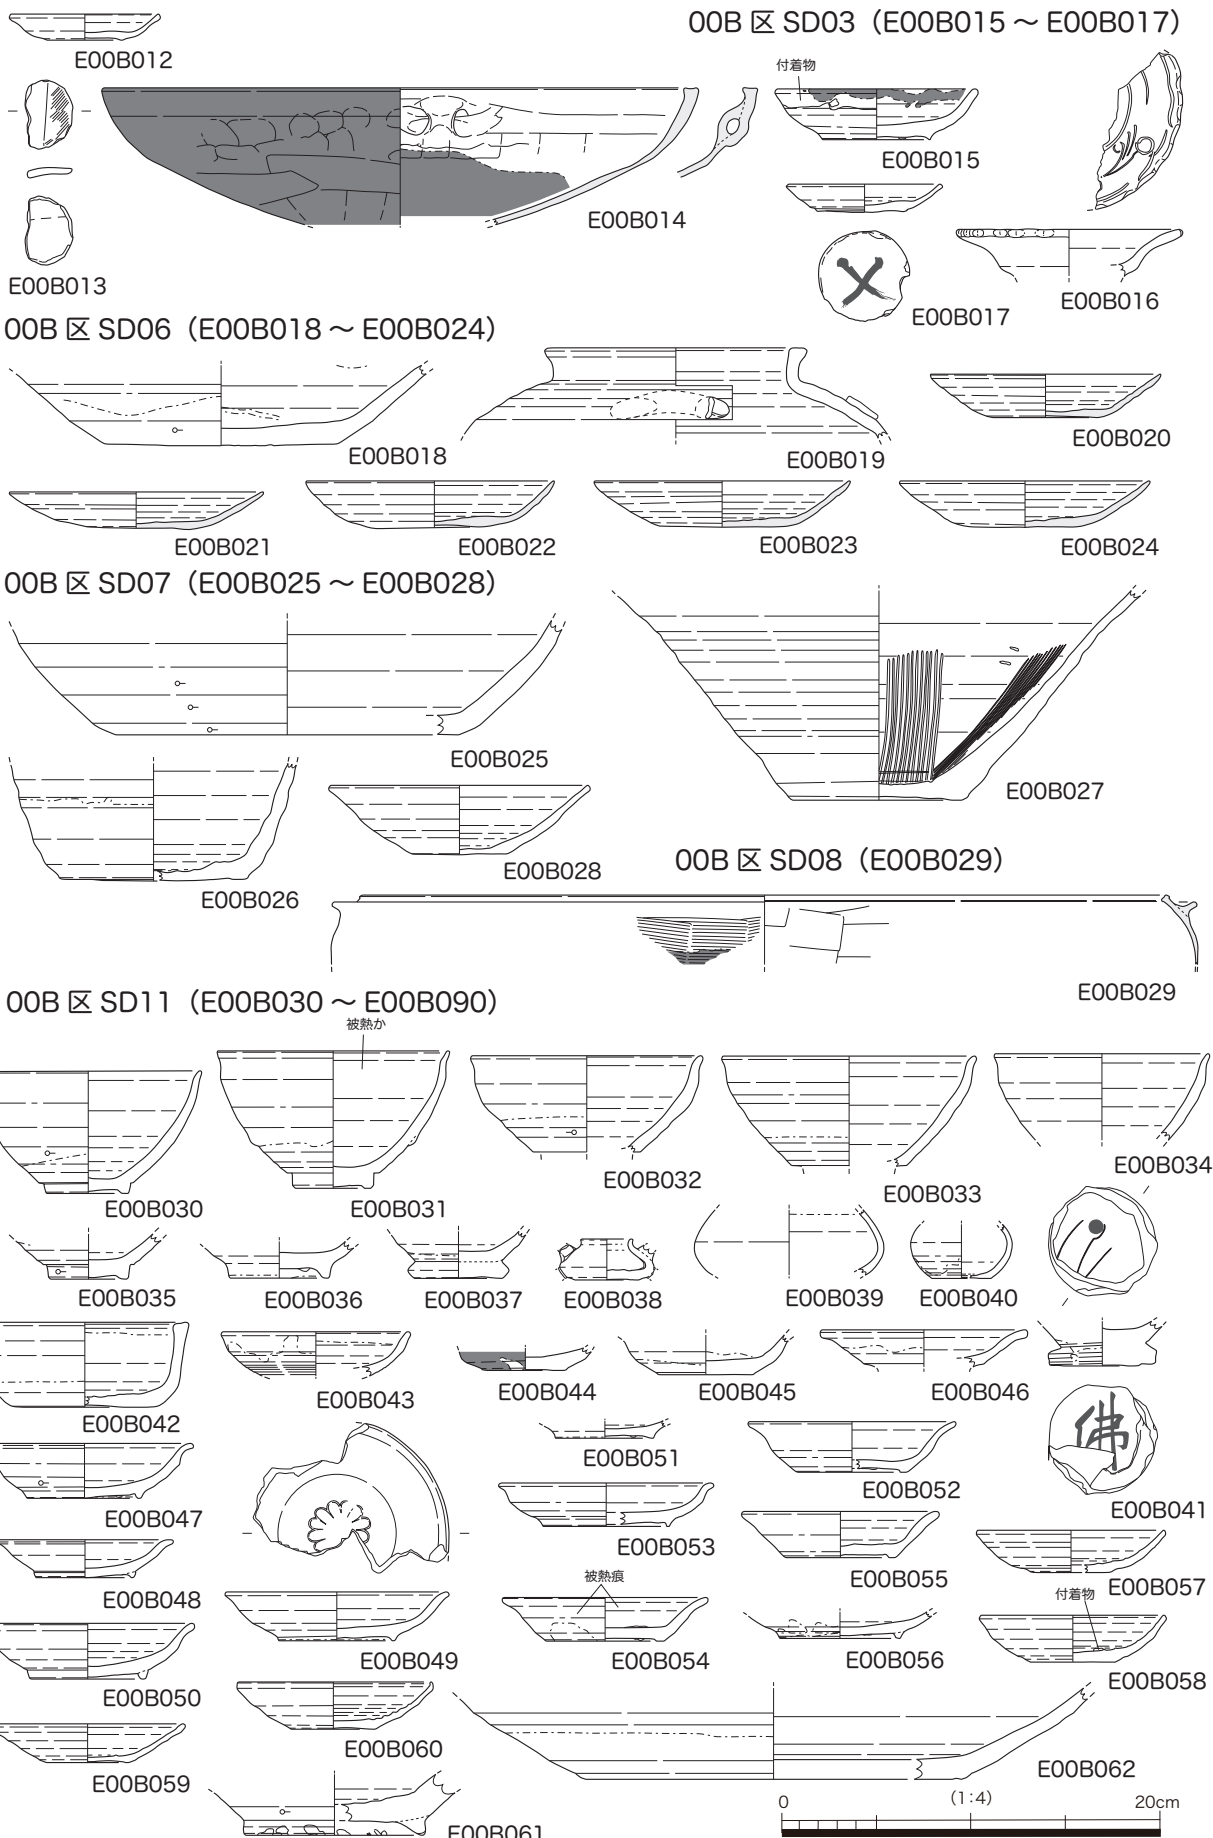 E00B012
E00B013
E00B014
00B 区 SD03（E00B015 ～ E00B017）
付着物
E00B015
E00B016
E00B017
00B 区 SD06（E00B018 ～ E00B024）
E00B018
E00B019
E00B020
E00B021
E00B022
E00B023
E00B024
00B 区 SD07（E00B025 ～ E00B028）
E00B025
E00B026
E00B027
E00B028
00B 区 SD08（E00B029）
E00B029
00B 区 SD11（E00B030 ～ E00B090）
被熱か
E00B030
E00B031
E00B032
E00B033
E00B034
E00B035
E00B036
E00B037
E00B038
E00B039
E00B040
佛
E00B041
E00B042
E00B043
E00B044
E00B045
E00B046
E00B047
E00B048
E00B049
E00B050
E00B051
E00B052
E00B053
被熱痕
E00B054
E00B055
E00B056
E00B057
付着物
E00B058
E00B059
E00B060
E00B061
E00B062
0 (1:4) 20cm